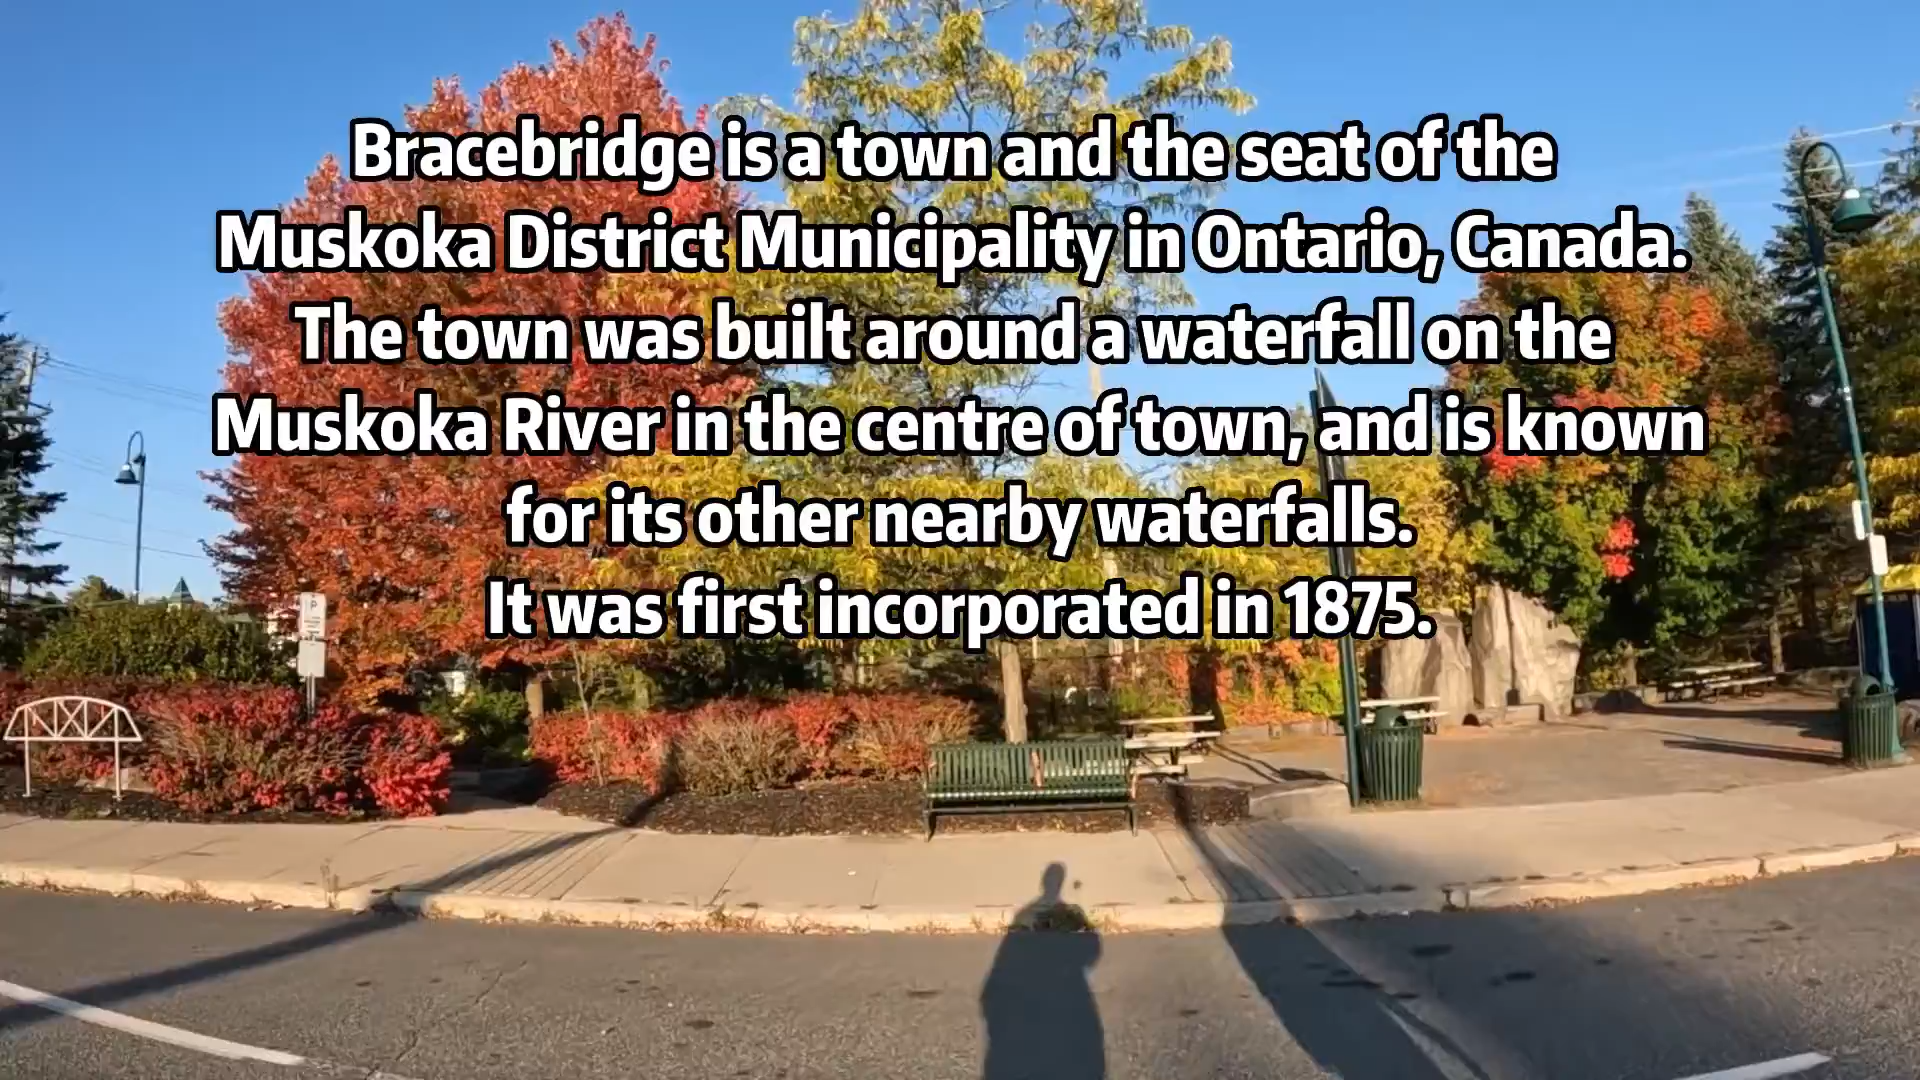 Bracebridge is a town and the seat of the
Muskoka District Municipality in Ontario, Canada.
The town was built around a waterfall on the
Muskoka River in the centre of town, and is known
for its other nearby waterfalls.
It was first incorporated in 1875.
P